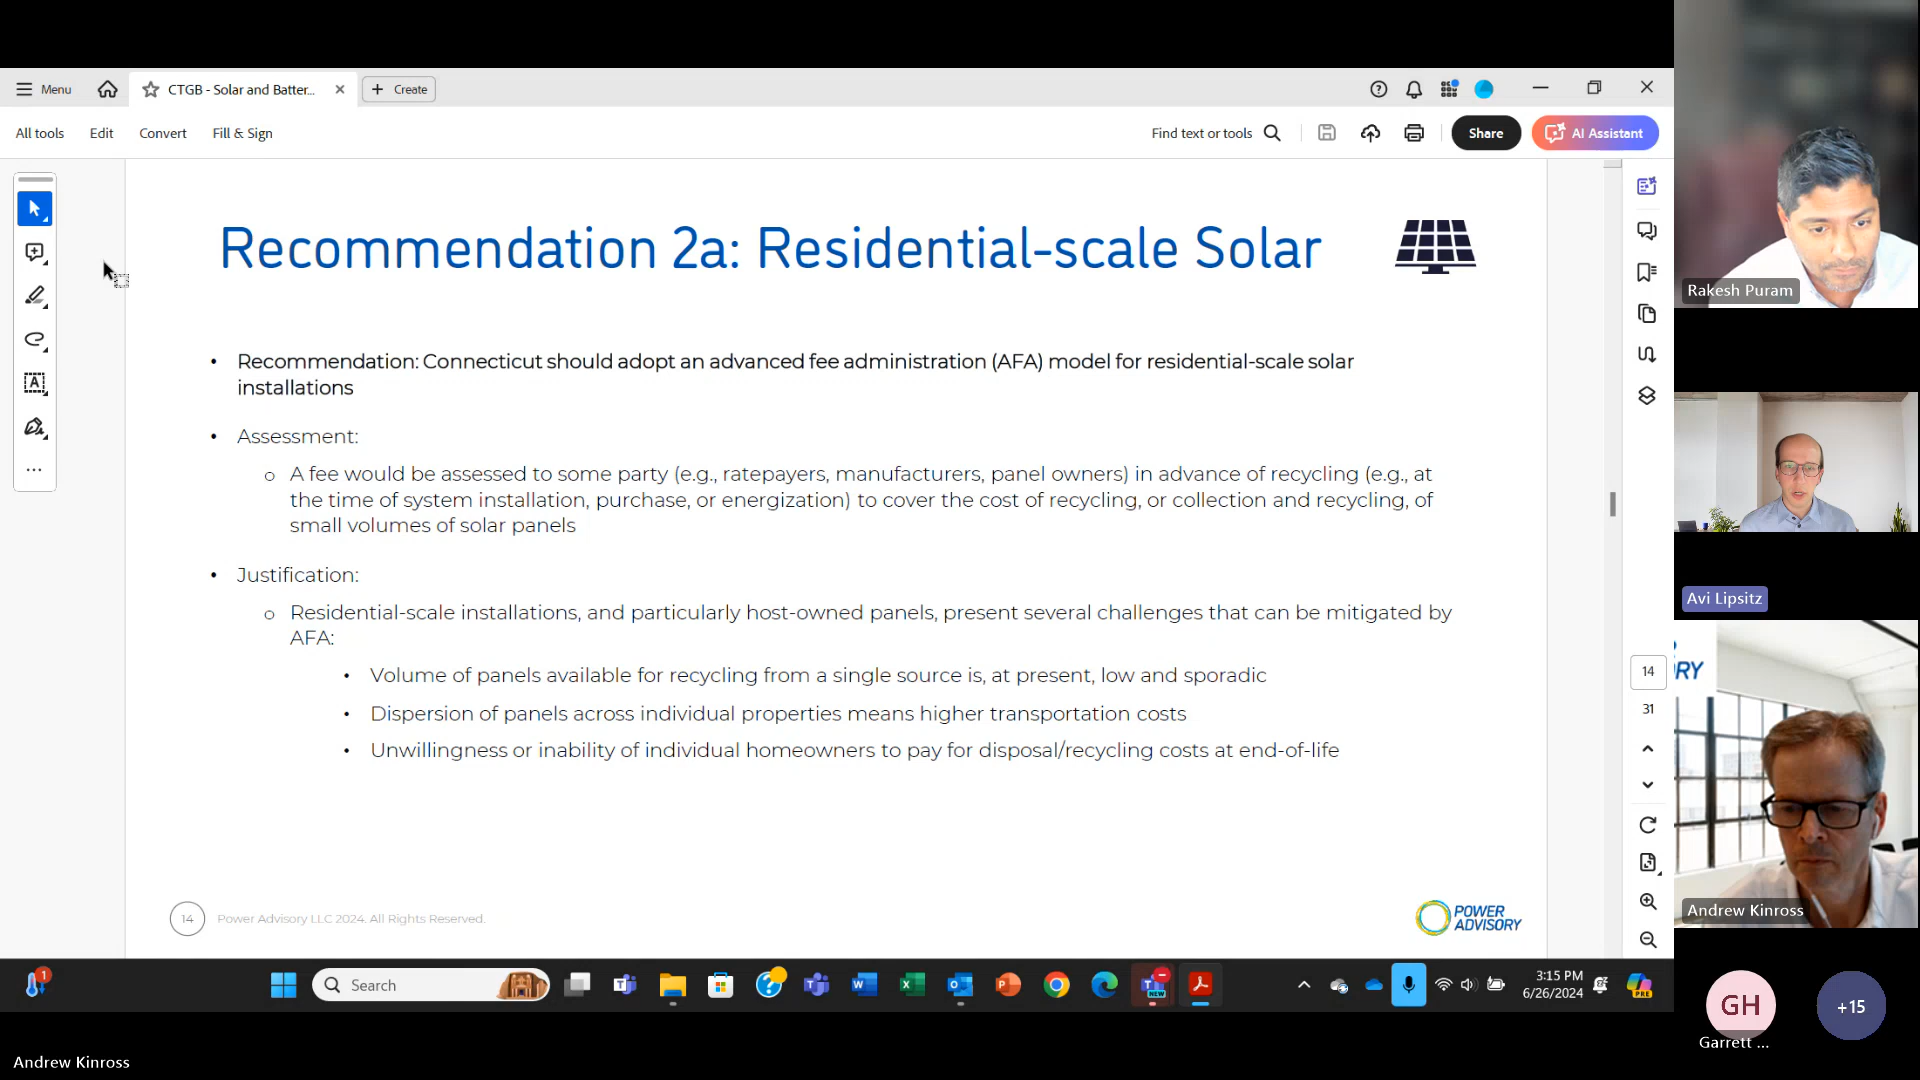 Menu
CTGB - Solar and Batter...
Create
All tools
Edit
Convert
Fill & Sign
Find text or tools
Share
AI Assistant
Recommendation 2a: Residential-scale Solar
• Recommendation: Connecticut should adopt an advanced fee administration (AFA) model for residential-scale solar
installations
• Assessment:
o A fee would be assessed to some party (e.g., ratepayers, manufacturers, panel owners) in advance of recycling (e.g., at
the time of system installation, purchase, or energization) to cover the cost of recycling, or collection and recycling, of
small volumes of solar panels
• Justification:
o Residential-scale installations, and particularly host-owned panels, present several challenges that can be mitigated by
AFA:
• Volume of panels available for recycling from a single source is, at present, low and sporadic
• Dispersion of panels across individual properties means higher transportation costs
• Unwillingness or inability of individual homeowners to pay for disposal/recycling costs at end-of-life
14
Power Advisory LLC 2024. All Rights Reserved.
POWER
ADVISORY
14
31
Rakesh Puram
Avi Lipsitz
RY
Andrew Kinross
GH
Garrett ...
+15
1
Search
NEW
3:15 PM
6/26/2024
PRE
Andrew Kinross